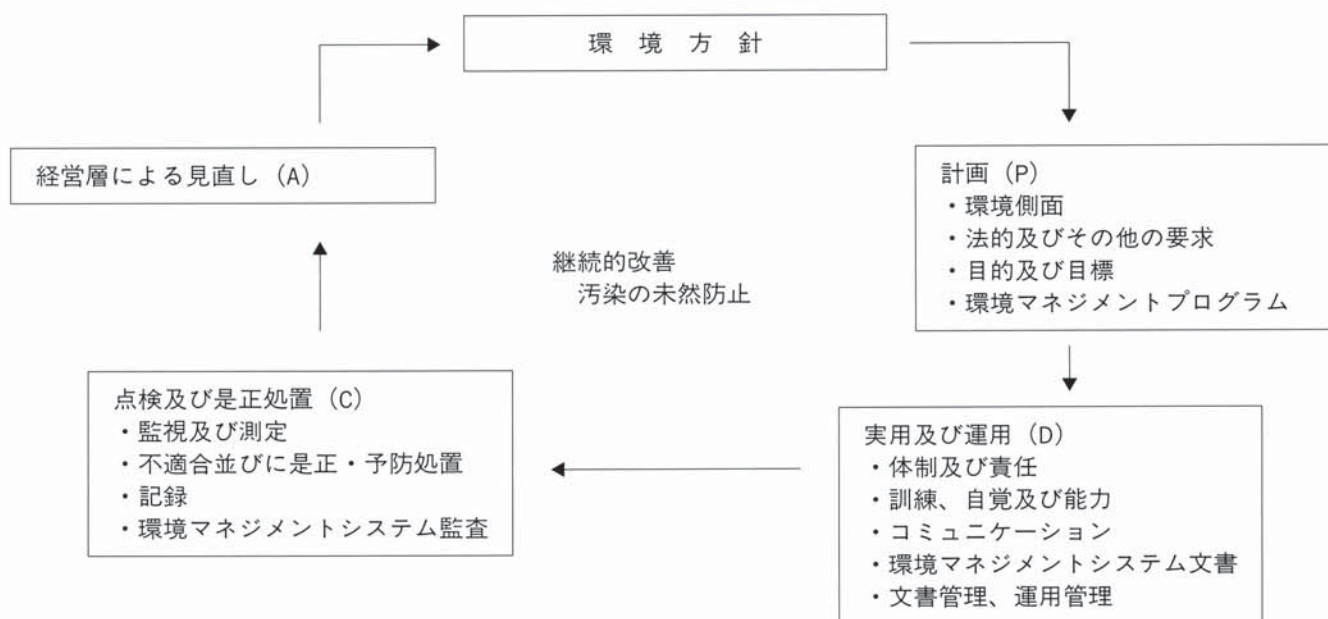 環境方針
経営層による見直し（A）
計画（P）
・環境側面
・法的及びその他の要求
・目的及び目標
・環境マネジメントプログラム
継続的改善
汚染の未然防止
点検及び是正処置（C）
・監視及び測定
・不適合並びに是正・予防処置
・記録
・環境マネジメントシステム監査
実用及び運用（D）
・体制及び責任
・訓練、自覚及び能力
・コミュニケーション
・環境マネジメントシステム文書
・文書管理、運用管理